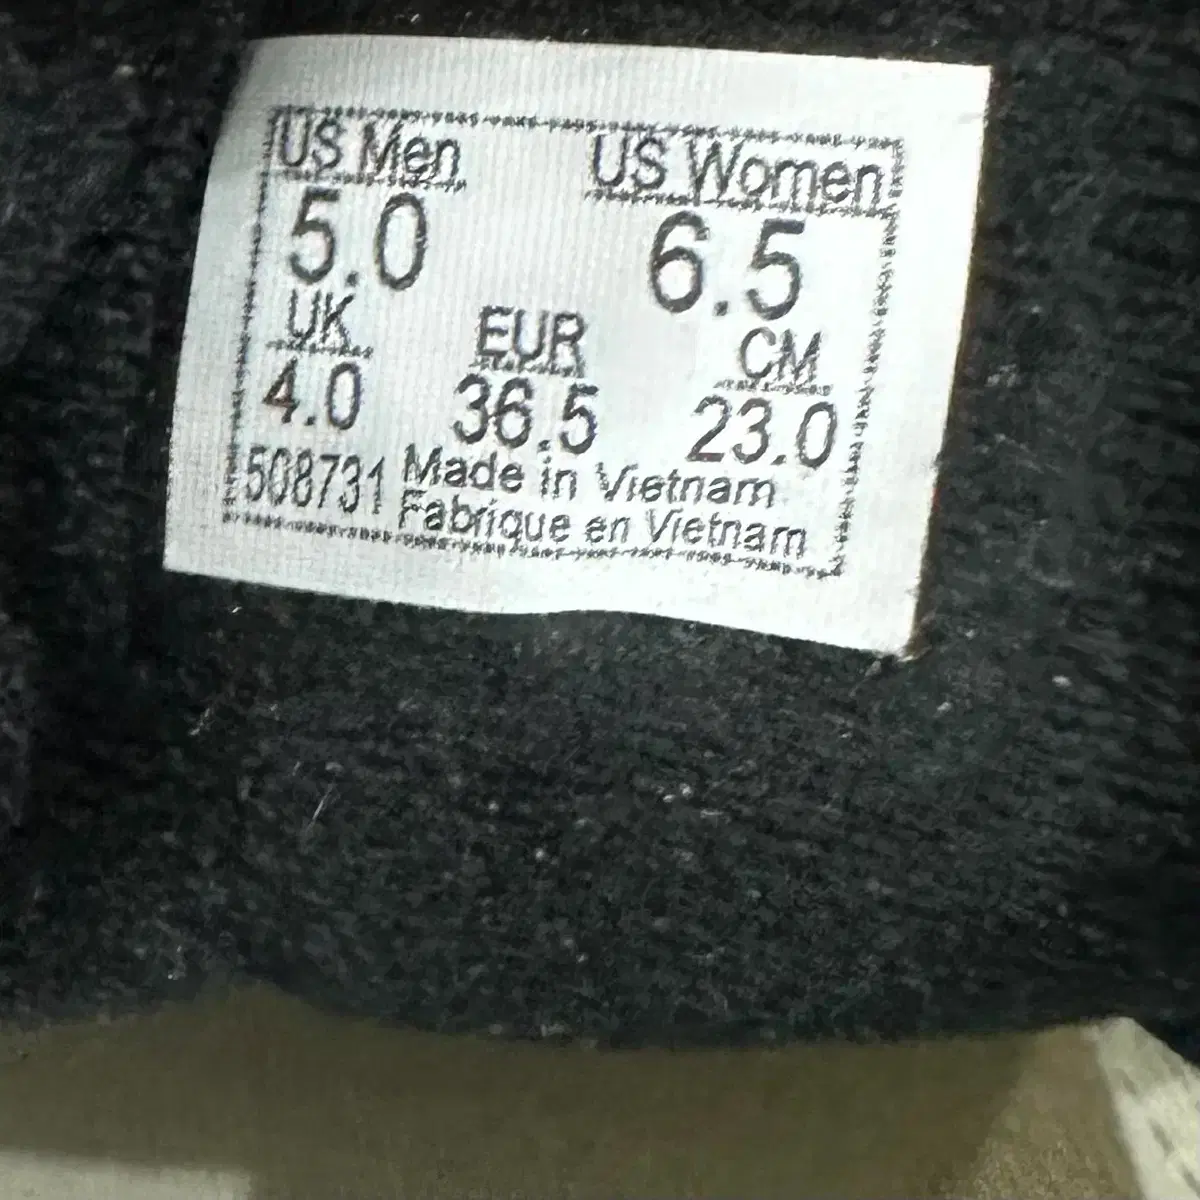 US Men US Women
5.0 6.5
UK EUR CM
4.0 36.5 23.0
508731 Made in Vietnam
Fabrique en Vietnam